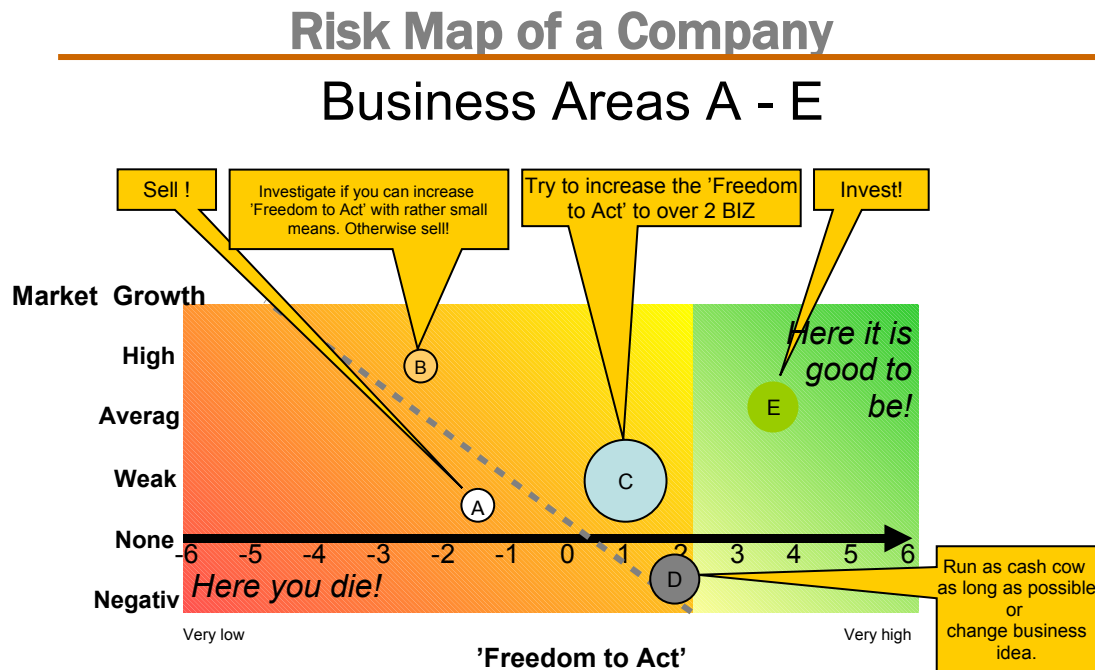 Risk Map of a Company
Business Areas A - E
Sell !
Investigate if you can increase
’Freedom to Act’ with rather small
means. Otherwise sell!
Try to increase the ’Freedom
to Act’ to over 2 BIZ
Invest!
Market Growth
High
Averag
Weak
None
Negativ
B
A
C
E
D
Here it is
good to
be!
-6 -5 -4 -3 -2 -1 0 1 2 3 4 5 6
Here you die!
Run as cash cow
as long as possible
or
change business
idea.
Very low
Very high
’Freedom to Act’